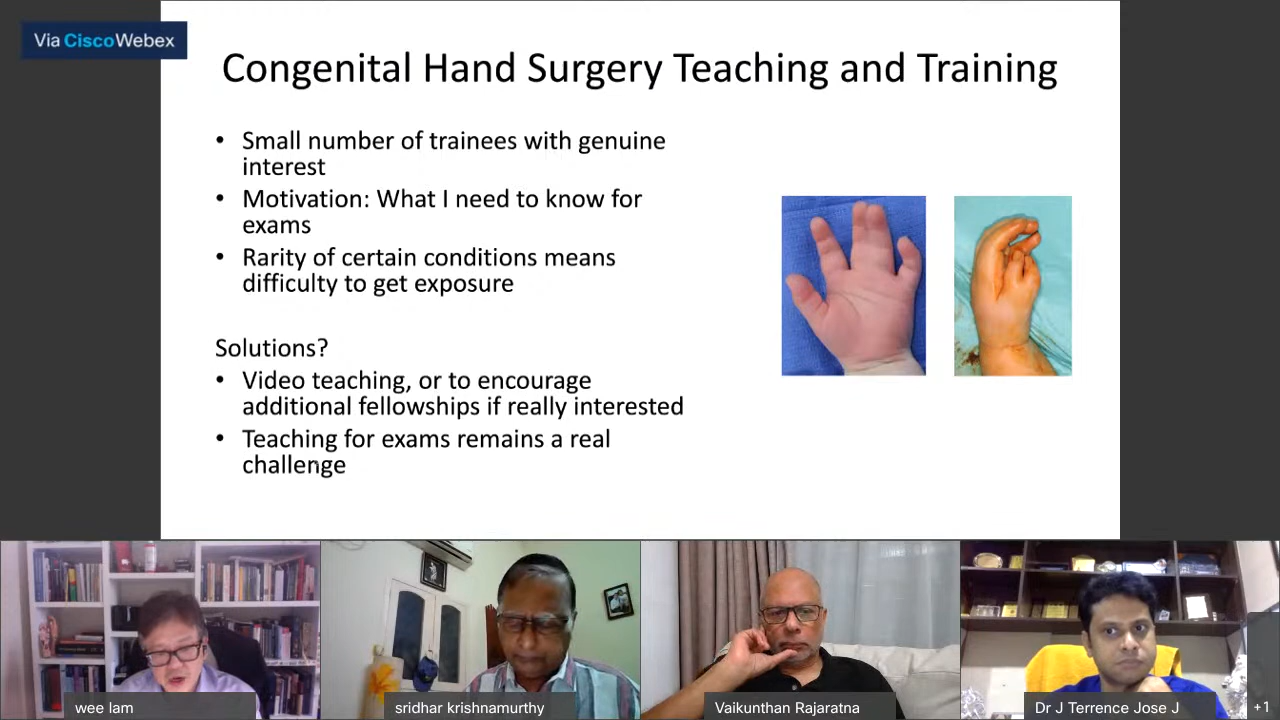 Via Cisco Webex
Congenital Hand Surgery Teaching and Training
• Small number of trainees with genuine
interest
• Motivation: What I need to know for
exams
• Rarity of certain conditions means
difficulty to get exposure
Solutions?
• Video teaching, or to encourage
additional fellowships if really interested
• Teaching for exams remains a real
challenge
wee lam
sridhar krishnamurthy
Vaikunthan Rajaratna
Dr J Terrence Jose J
+1